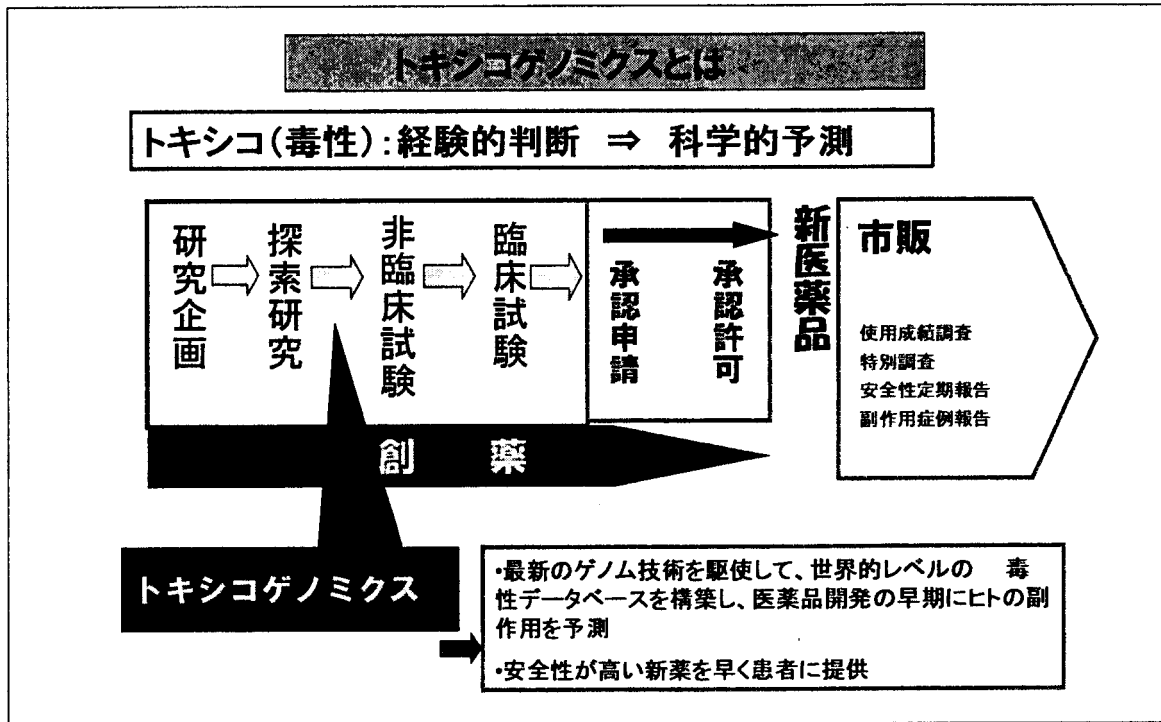 トキシコゲノミクスとは
トキシコ(毒性):経験的判断 ⇒ 科学的予測
研究企画
探索研究
非臨床試験
臨床試験
承認申請
承認許可
新医薬品
市販
使用成績調査
特別調査
安全性定期報告
副作用症例報告
創 薬
トキシコゲノミクス
・最新のゲノム技術を駆使して、世界的レベルの 毒
性データベースを構築し、医薬品開発の早期にヒトの副
作用を予測
・安全性が高い新薬を早く患者に提供